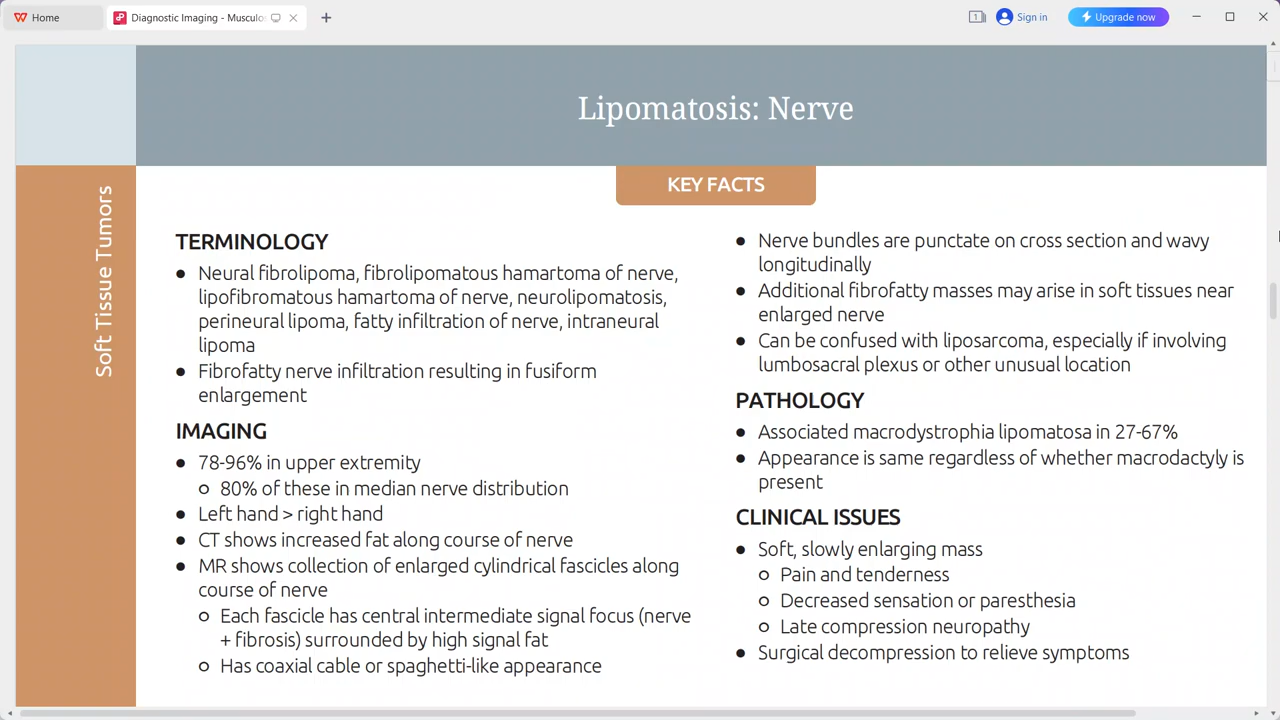 Home
Diagnostic Imaging - Musculos
Sign in
Upgrade now
Lipomatosis: Nerve
Soft Tissue Tumors
KEY FACTS
TERMINOLOGY
● Neural fibrolipoma, fibrolipomatous hamartoma of nerve,
lipofibromatous hamartoma of nerve, neurolipomatosis,
perineural lipoma, fatty infiltration of nerve, intraneural
lipoma
● Fibrofatty nerve infiltration resulting in fusiform
enlargement
IMAGING
● 78-96% in upper extremity
○ 80% of these in median nerve distribution
● Left hand > right hand
● CT shows increased fat along course of nerve
● MR shows collection of enlarged cylindrical fascicles along
course of nerve
○ Each fascicle has central intermediate signal focus (nerve
+ fibrosis) surrounded by high signal fat
○ Has coaxial cable or spaghetti-like appearance
● Nerve bundles are punctate on cross section and wavy
longitudinally
● Additional fibrofatty masses may arise in soft tissues near
enlarged nerve
● Can be confused with liposarcoma, especially if involving
lumbosacral plexus or other unusual location
PATHOLOGY
● Associated macrodystrophia lipomatosa in 27-67%
● Appearance is same regardless of whether macrodactyly is
present
CLINICAL ISSUES
● Soft, slowly enlarging mass
○ Pain and tenderness
○ Decreased sensation or paresthesia
○ Late compression neuropathy
● Surgical decompression to relieve symptoms